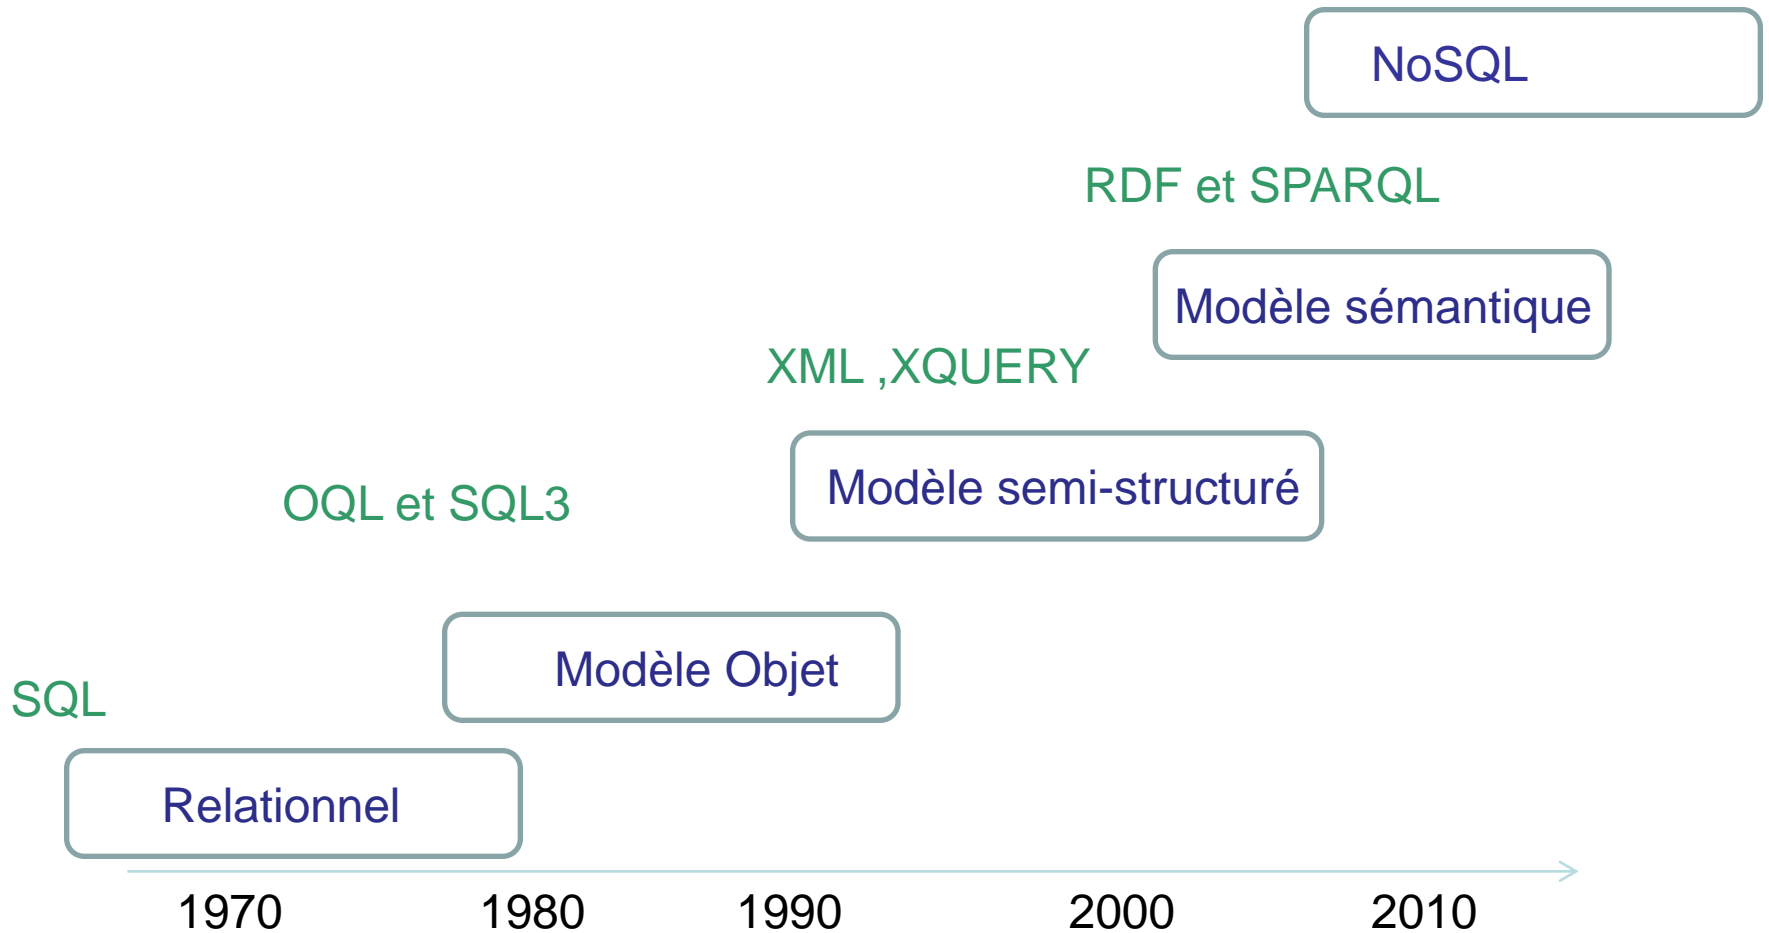 NoSQL
RDF et SPARQL
Modèle sémantique
XML ,XQUERY
Modèle semi-structuré
OQL et SQL3
Modèle Objet
SQL
Relationnel
1970 1980 1990 2000 2010